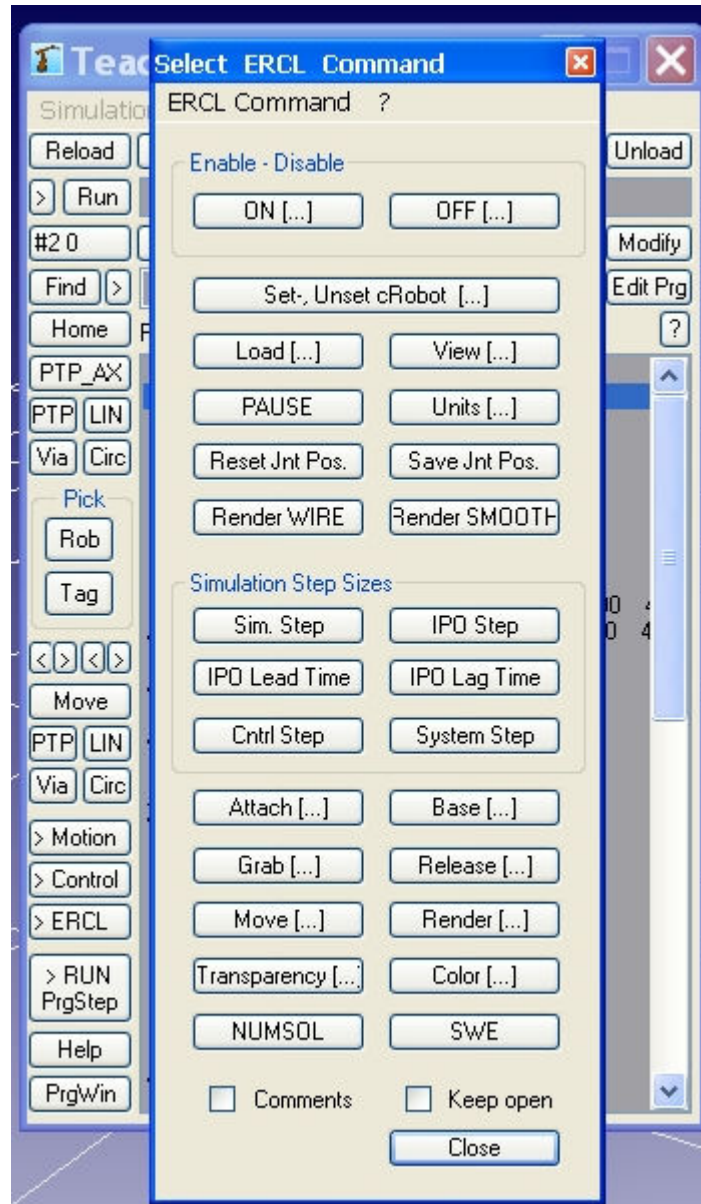 Teac
Select ERCL Command
Simulatio
ERCL Command ?
Reload
Unload
Enable - Disable
> Run
ON [...] OFF [...]
#2 0
Modify
Find >
Set-, Unset cRobot [...]
Edit Prg
Home
Load [...] View [...]
?
PTP_AX
PTP LIN
PAUSE Units [...]
Via Circ
Reset Jnt Pos. Save Jnt Pos.
Pick
Render WIRE Render SMOOTH
Rob
Simulation Step Sizes
Tag
Sim. Step IPO Step
< > < >
IPO Lead Time IPO Lag Time
Move
PTP LIN
Cntrl Step System Step
Via Circ
Attach [...] Base [...]
> Motion
Grab [...] Release [...]
> Control
> ERCL
Move [...] Render [...]
> RUN
PrgStep
Transparency [...] Color [...]
Help
NUMSOL SWE
PrgWin
Comments Keep open
Close